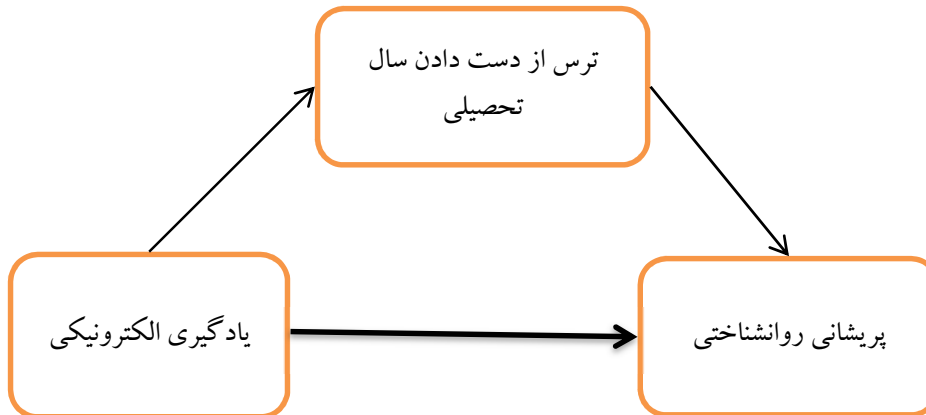 ترس از دست دادن سال
تحصیلی
یادگیری الکترونیکی
پریشانی روانشناختی